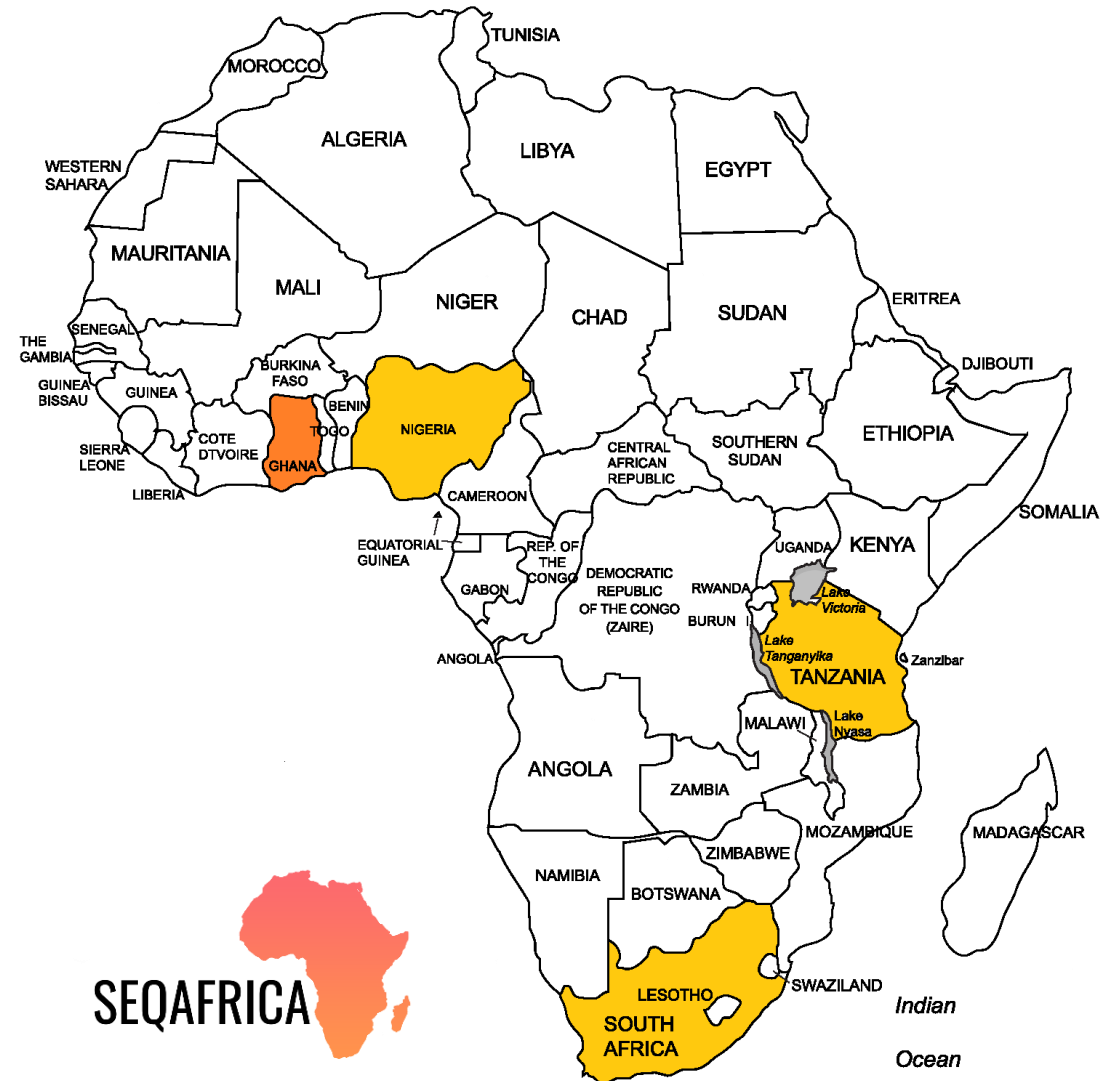 TUNISIA
MOROCCO
ALGERIA
LIBYA
EGYPT
WESTERN
SAHARA
MAURITANIA
MALI
NIGER
CHAD
SUDAN
ERITREA
SENEGAL
THE
GAMBIA
DJIBOUTI
BURKINA
FASO
GUINEA
BISSAU
GUINEA
BENIN
TOGO
NIGERIA
COTE
DTVOIRE
GHANA
SIERRA
LEONE
LIBERIA
CENTRAL
AFRICAN
REPUBLIC
SOUTHERN
SUDAN
ETHIOPIA
CAMEROON
SOMALIA
EQUATORIAL
GUINEA
REP. OF
THE
CONGO
UGANDA
KENYA
GABON
DEMOCRATIC
REPUBLIC
OF THE CONGO
(ZAIRE)
RWANDA
Lake
Victoria
BURUN I
Lake
Tanganyika
ANGOLA
Zanzibar
TANZANIA
MALAWI
Lake
Nyasa
ANGOLA
ZAMBIA
MOZAMBIQUE
MADAGASCAR
ZIMBABWE
NAMIBIA
BOTSWANA
SWAZILAND
LESOTHO
SOUTH
AFRICA
Indian
Ocean
SEQAFRICA